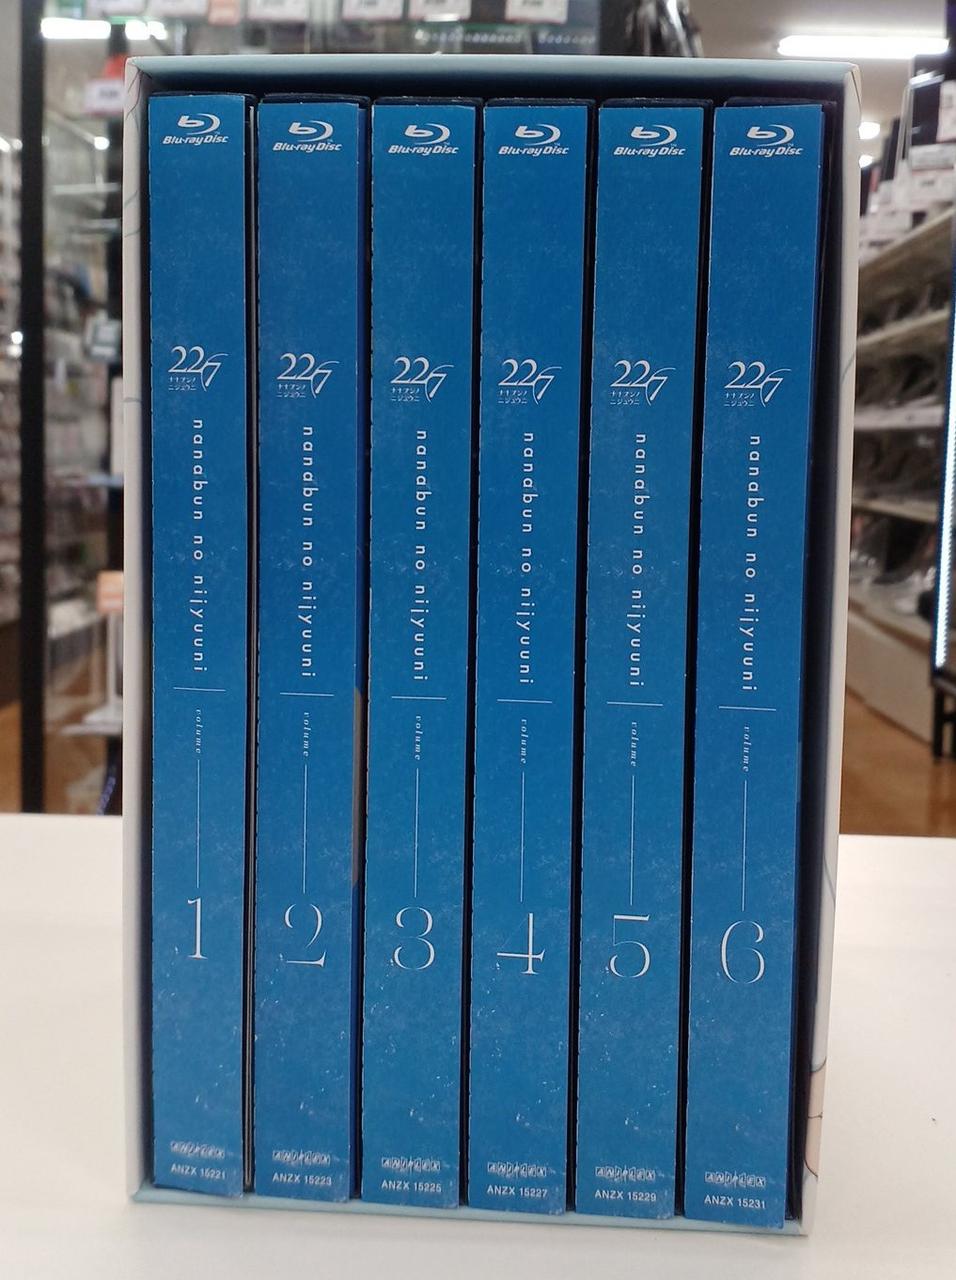 Blu-ray Disc
22/7
ナナブンノ
ニジュウニ
nanabun no nijyuuni
volume
1
ANIPLEX
ANZX 15221
Blu-ray Disc
22/7
ナナブンノ
ニジュウニ
nanabun no nijyuuni
volume
2
ANIPLEX
ANZX 15223
Blu-ray Disc
22/7
ナナブンノ
ニジュウニ
nanabun no nijyuuni
volume
3
ANIPLEX
ANZX 15225
Blu-ray Disc
22/7
ナナブンノ
ニジュウニ
nanabun no nijyuuni
volume
4
ANIPLEX
ANZX 15227
Blu-ray Disc
22/7
ナナブンノ
ニジュウニ
nanabun no nijyuuni
volume
5
ANIPLEX
ANZX 15229
Blu-ray Disc
22/7
ナナブンノ
ニジュウニ
nanabun no nijyuuni
volume
6
ANIPLEX
ANZX 15231